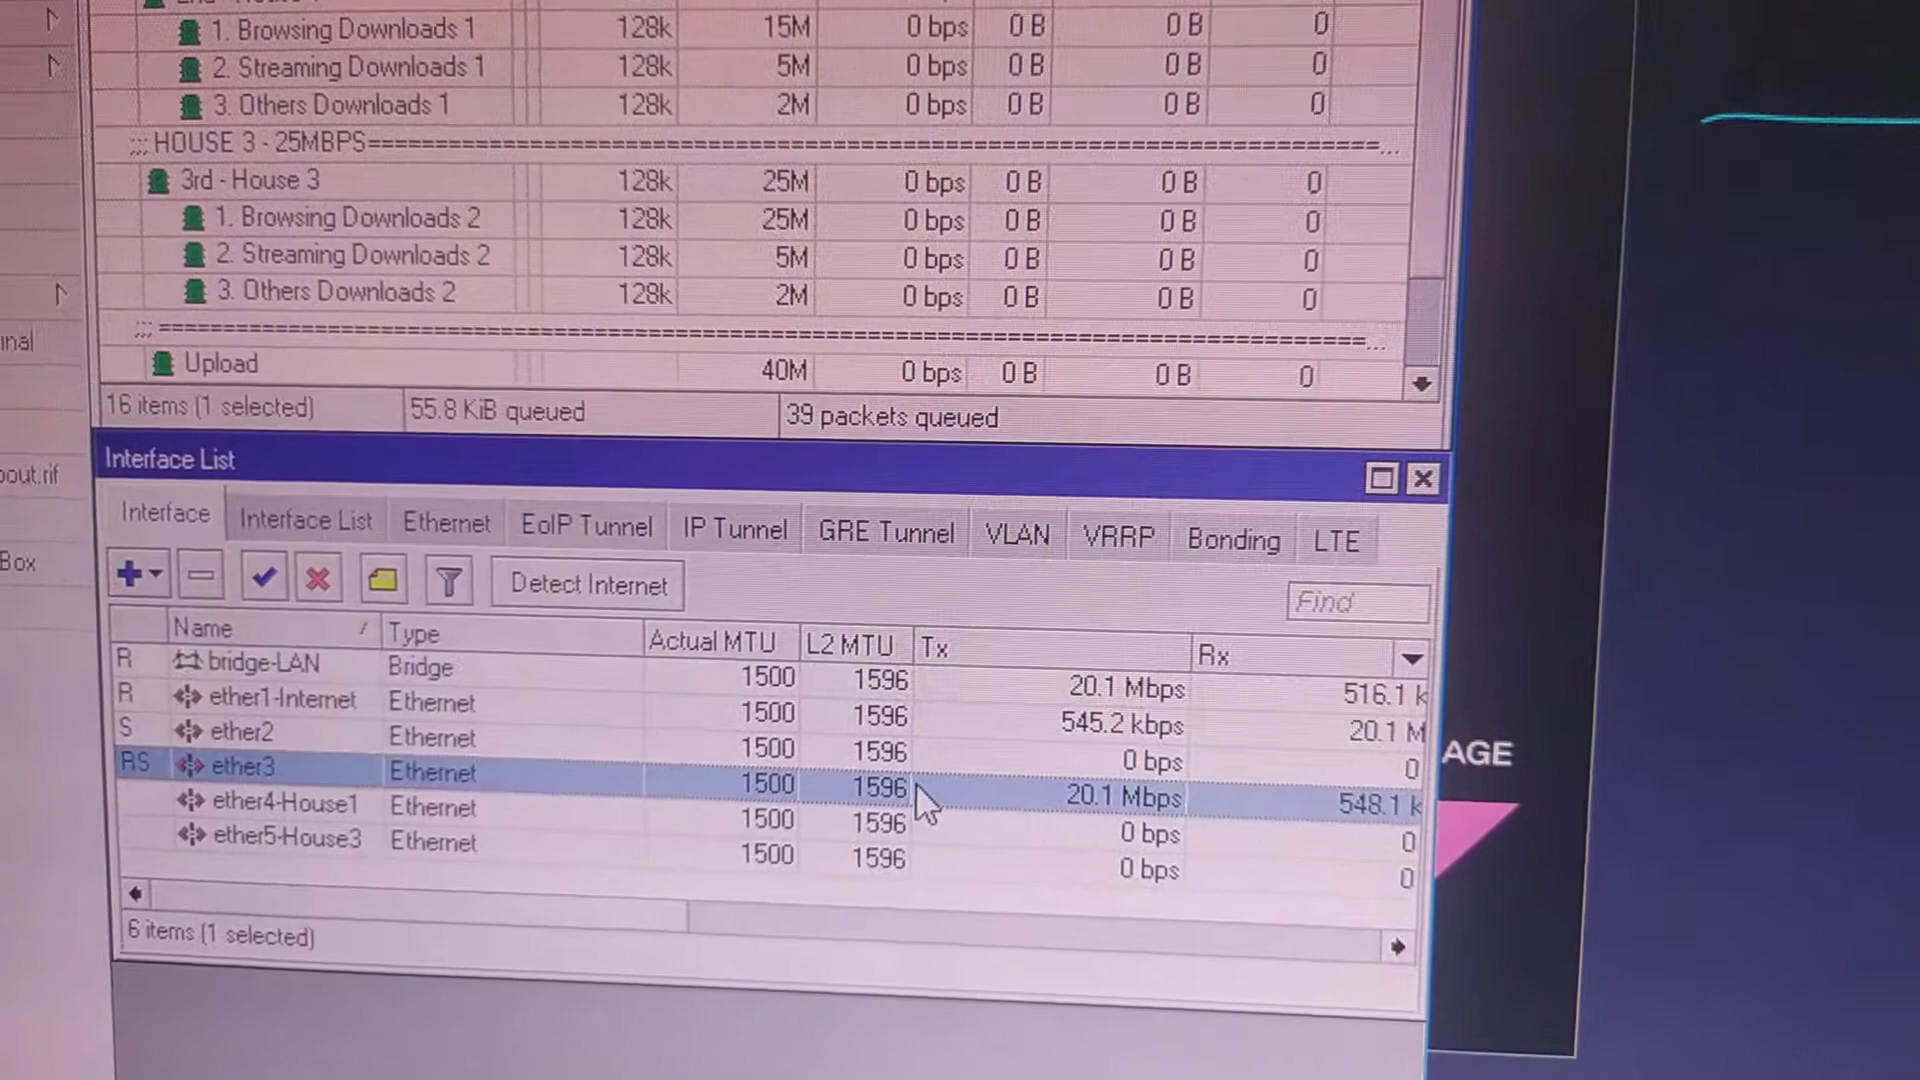 1. Browsing Downloads 1 128k 15M 0 bps 0 B 0 B 0
2. Streaming Downloads 1 128k 5M 0 bps 0 B 0 B 0
3. Others Downloads 1 128k 2M 0 bps 0 B 0 B 0
;;; HOUSE 3 - 25MBPS=====================================================================...
3rd - House 3 128k 25M 0 bps 0 B 0 B 0
1. Browsing Downloads 2 128k 25M 0 bps 0 B 0 B 0
2. Streaming Downloads 2 128k 5M 0 bps 0 B 0 B 0
3. Others Downloads 2 128k 2M 0 bps 0 B 0 B 0
;;; =====================================================================================...
Upload 40M 0 bps 0 B 0 B 0
16 items (1 selected) 55.8 KiB queued 39 packets queued
Interface List
Interface Interface List Ethernet EoIP Tunnel IP Tunnel GRE Tunnel VLAN VRRP Bonding LTE
Detect Internet Find
Name / Type Actual MTU L2 MTU Tx Rx
R bridge-LAN Bridge 1500 1596 20.1 Mbps 516.1 k
R ether1-Internet Ethernet 1500 1596 545.2 kbps 20.1 M
S ether2 Ethernet 1500 1596 0 bps 0
RS ether3 Ethernet 1500 1596 20.1 Mbps 548.1 k
ether4-House1 Ethernet 1500 1596 0 bps 0
ether5-House3 Ethernet 1500 1596 0 bps 0
6 items (1 selected)
inal
bout.rif
Box
AGE